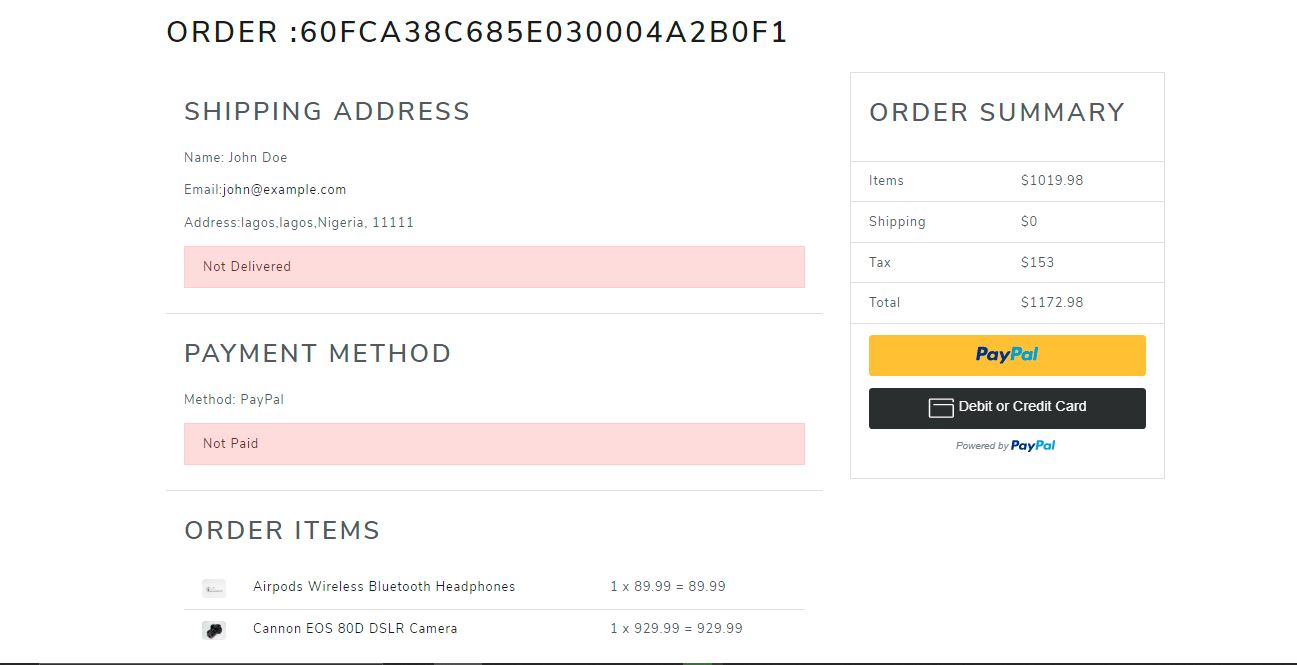 ORDER :60FCA38C685E030004A2B0F1
SHIPPING ADDRESS
Name: John Doe
Email:john@example.com
Address:lagos,lagos,Nigeria, 11111
Not Delivered
PAYMENT METHOD
Method: PayPal
Not Paid
ORDER ITEMS
Airpods Wireless Bluetooth Headphones 1 x 89.99 = 89.99
Cannon EOS 80D DSLR Camera 1 x 929.99 = 929.99
ORDER SUMMARY
Items $1019.98
Shipping $0
Tax $153
Total $1172.98
PayPal
Debit or Credit Card
Powered by PayPal